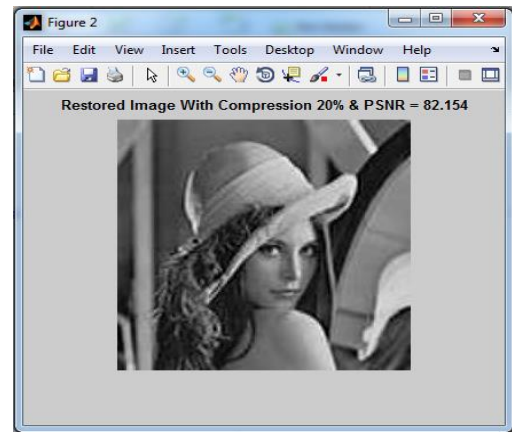 Figure 2
File Edit View Insert Tools Desktop Window Help
Restored Image With Compression 20% & PSNR = 82.154